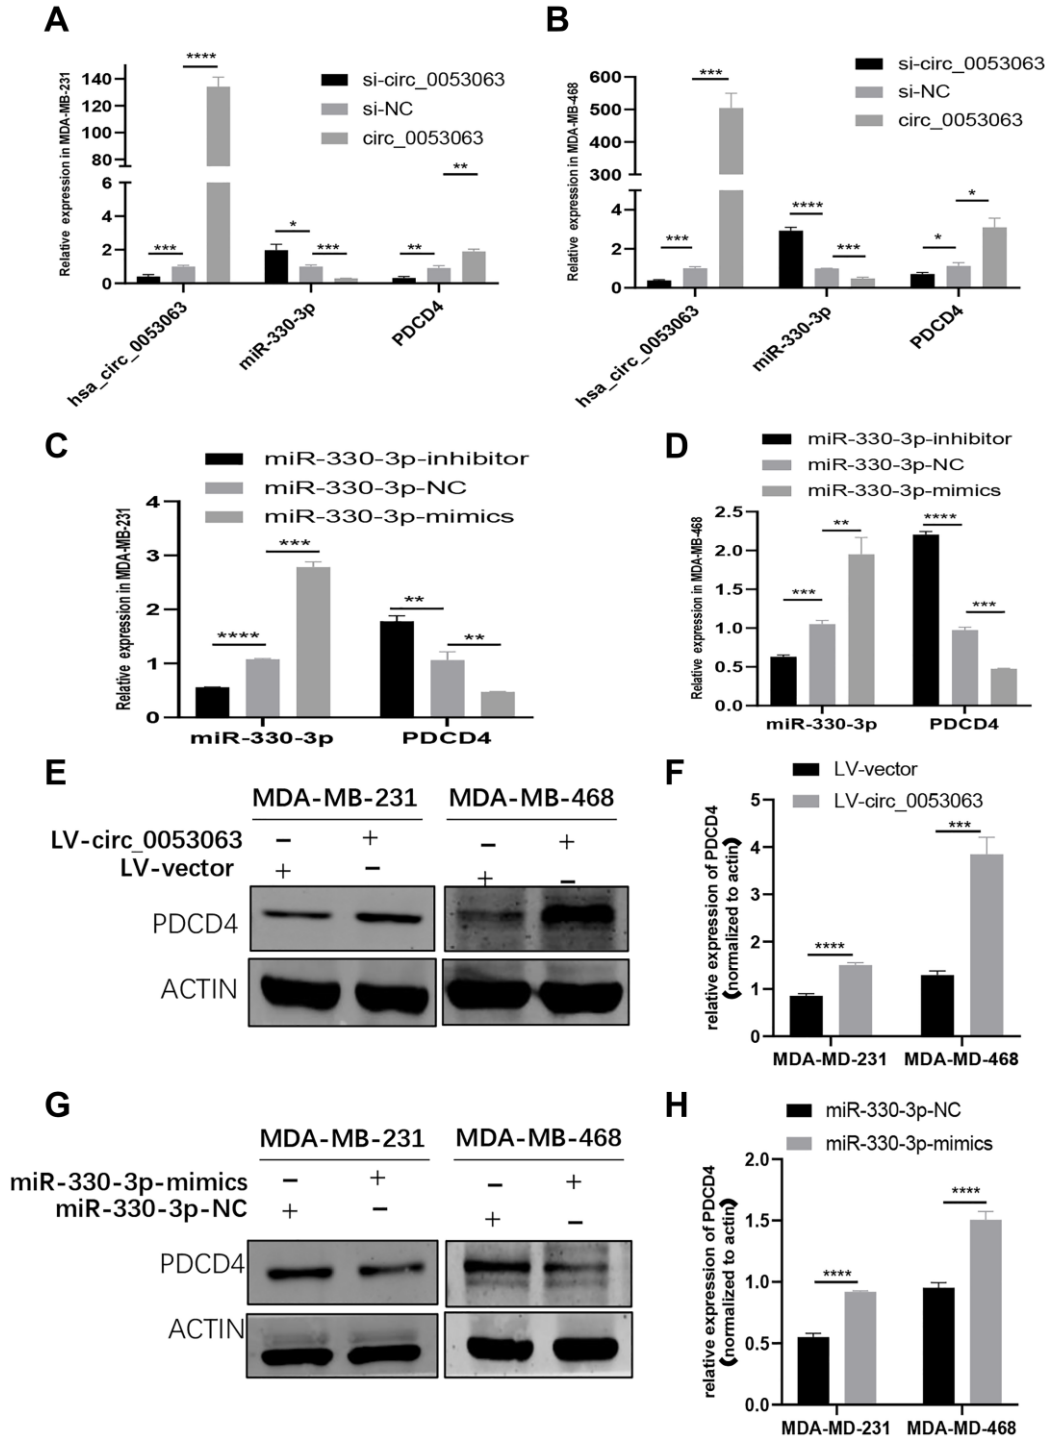 A
Relative expression in MDA-MB-231
140
120
100
80
6
4
2
0
****
***
*
***
**
**
si-circ_0053063
si-NC
circ_0053063
hsa_circ_0053063
miR-330-3p
PDCD4
B
Relative expression in MDA-MB-468
600
500
400
300
4
2
0
***
***
****
***
*
*
si-circ_0053063
si-NC
circ_0053063
hsa_circ_0053063
miR-330-3p
PDCD4
C
miR-330-3p-inhibitor
miR-330-3p-NC
miR-330-3p-mimics
Relative expression in MDA-MB-231
4
3
2
1
0
****
***
**
**
miR-330-3p
PDCD4
D
miR-330-3p-inhibitor
miR-330-3p-NC
miR-330-3p-mimics
Relative expression in MDA-MB-468
2.5
2.0
1.5
1.0
0.5
0.0
***
**
****
***
miR-330-3p
PDCD4
E
MDA-MB-231 MDA-MB-468
LV-circ_0053063 − + − +
LV-vector + − + −
PDCD4
ACTIN
F
LV-vector
LV-circ_0053063
relative expression of PDCD4
(normalized to actin)
5
4
3
2
1
0
****
***
MDA-MD-231 MDA-MD-468
G
MDA-MB-231 MDA-MB-468
miR-330-3p-mimics − + − +
miR-330-3p-NC + − + −
PDCD4
ACTIN
H
miR-330-3p-NC
miR-330-3p-mimics
relative expression of PDCD4
(normalized to actin)
2.0
1.5
1.0
0.5
0.0
****
****
MDA-MD-231 MDA-MD-468